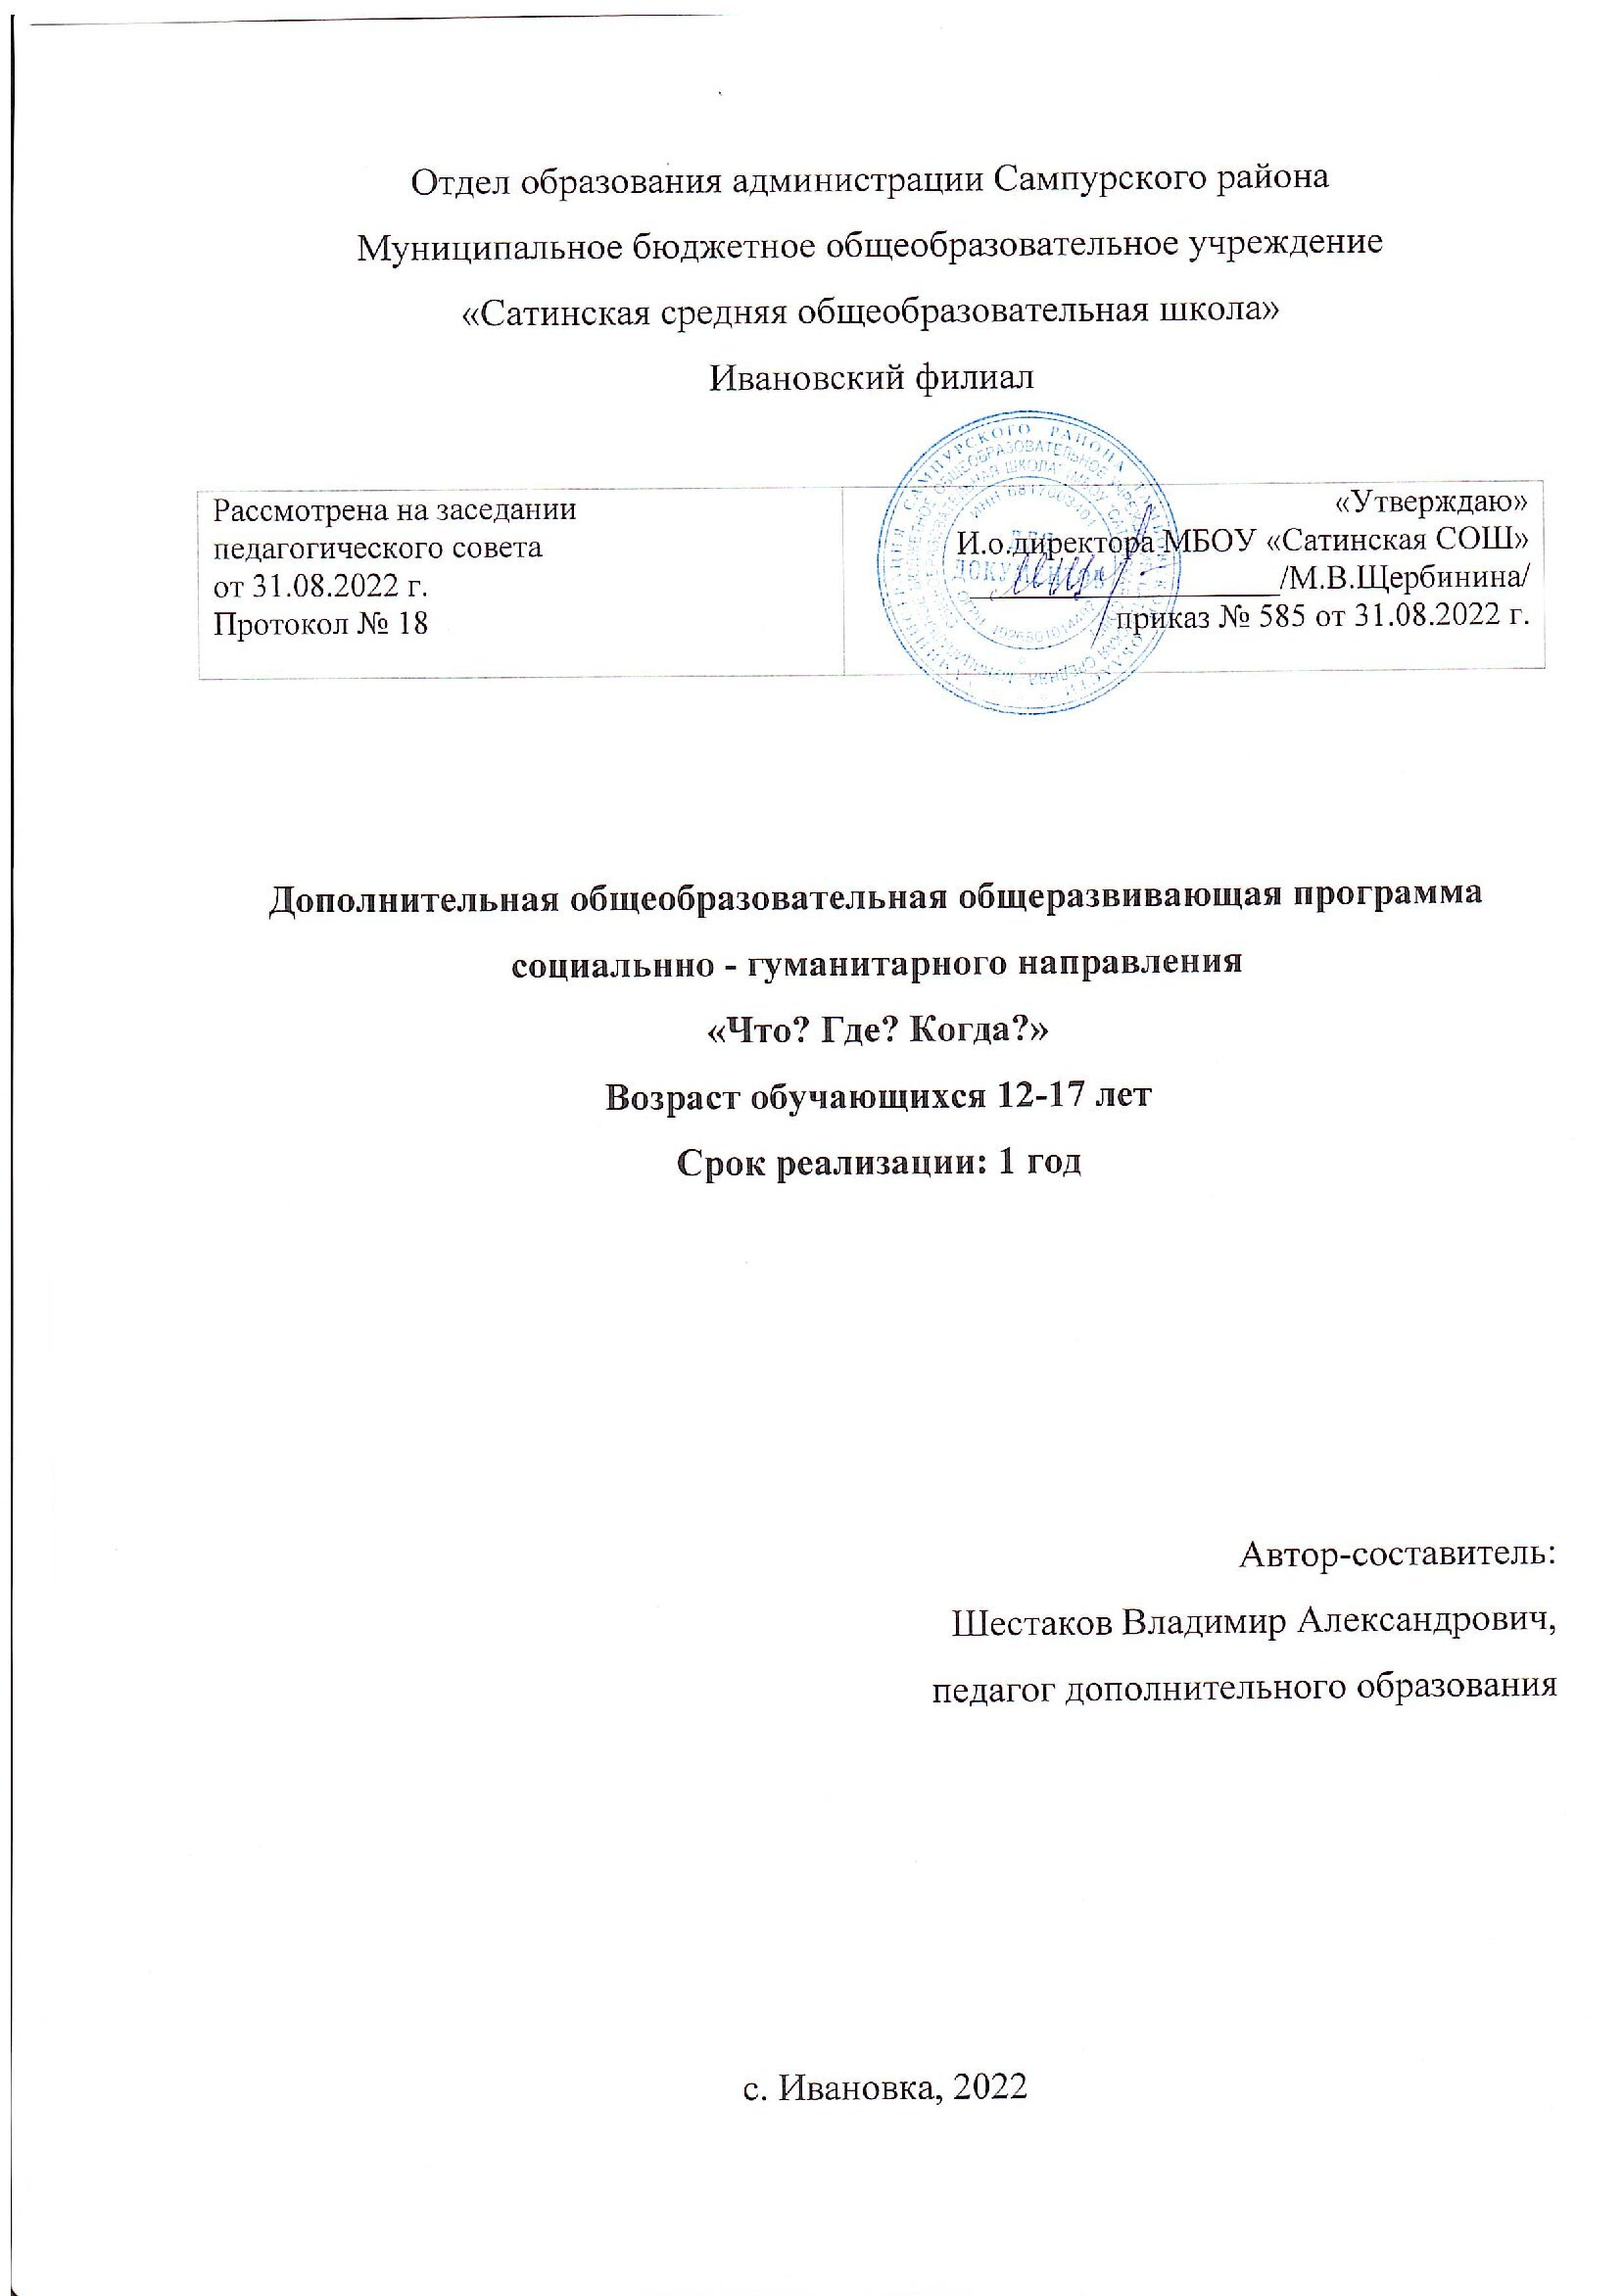 Отдел образования администрации Сампурского района
Муниципальное бюджетное общеобразовательное учреждение
«Сатинская средняя общеобразовательная школа»
Ивановский филиал
Рассмотрена на заседании
педагогического совета
от 31.08.2022 г.
Протокол № 18
«Утверждаю»
И.о.директора МБОУ «Сатинская СОШ»
/М.В.Щербинина/
приказ № 585 от 31.08.2022 г.
Дополнительная общеобразовательная общеразвивающая программа
социальнно - гуманитарного направления
«Что? Где? Когда?»
Возраст обучающихся 12-17 лет
Срок реализации: 1 год
Автор-составитель:
Шестаков Владимир Александрович,
педагог дополнительного образования
с. Ивановка, 2022